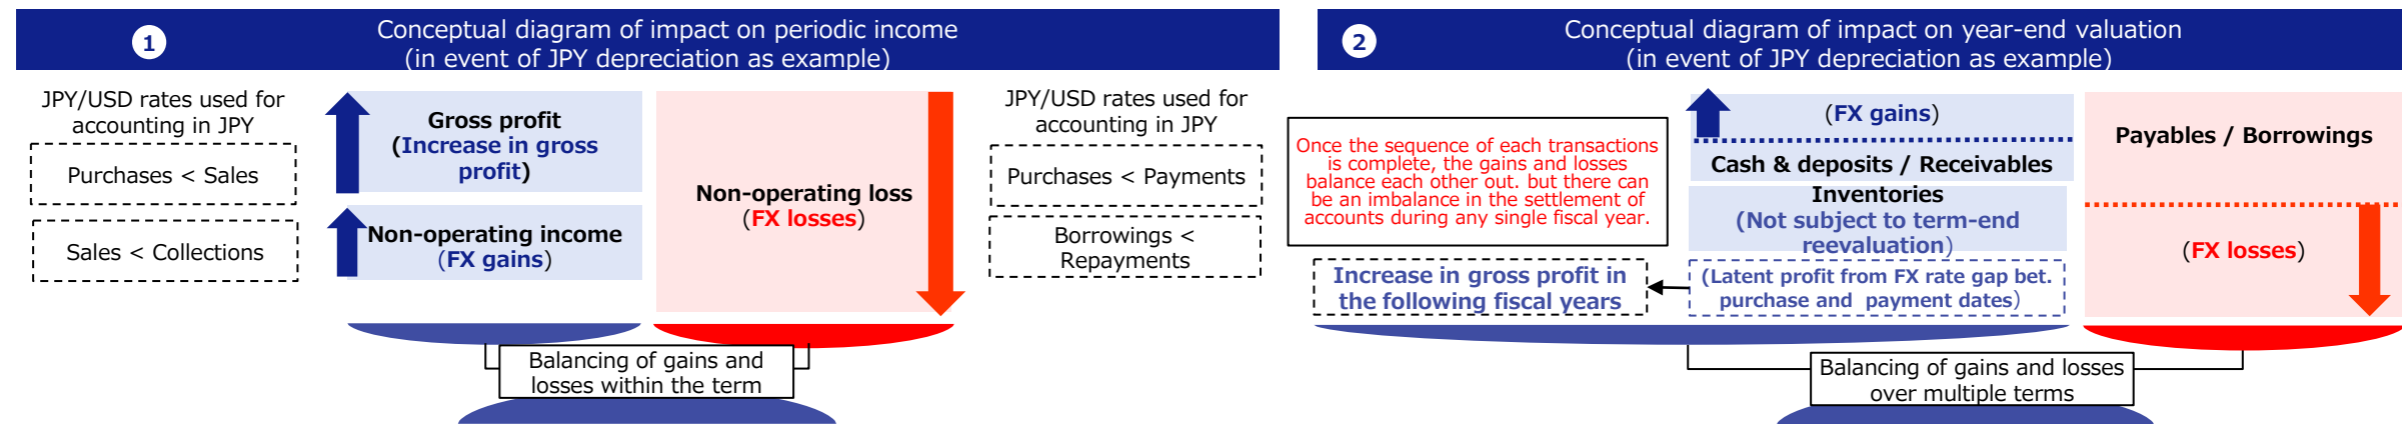 1
Conceptual diagram of impact on periodic income
(in event of JPY depreciation as example)
JPY/USD rates used for
accounting in JPY
Purchases < Sales
Sales < Collections
Gross profit
(Increase in gross
profit)
Non-operating income
(FX gains)
Non-operating loss
(FX losses)
JPY/USD rates used for
accounting in JPY
Purchases < Payments
Borrowings <
Repayments
Balancing of gains and
losses within the term
2
Conceptual diagram of impact on year-end valuation
(in event of JPY depreciation as example)
Once the sequence of each transactions
is complete, the gains and losses
balance each other out. but there can
be an imbalance in the settlement of
accounts during any single fiscal year.
Increase in gross profit in
the following fiscal years
(FX gains)
Cash & deposits / Receivables
Inventories
(Not subject to term-end
reevaluation)
(Latent profit from FX rate gap bet.
purchase and payment dates)
Payables / Borrowings
(FX losses)
Balancing of gains and losses
over multiple terms